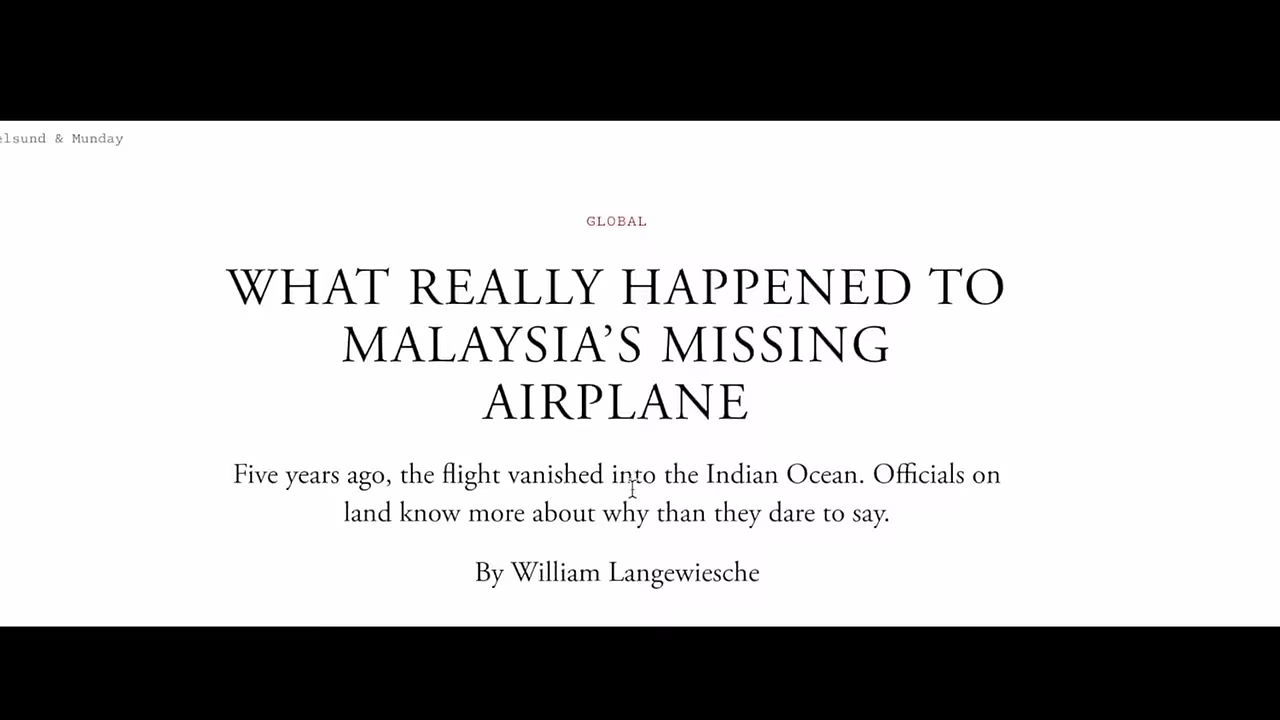 & Munday
GLOBAL
WHAT REALLY HAPPENED TO
MALAYSIA’S MISSING
AIRPLANE
Five years ago, the flight vanished into the Indian Ocean. Officials on
land know more about why than they dare to say.
By William Langewiesche